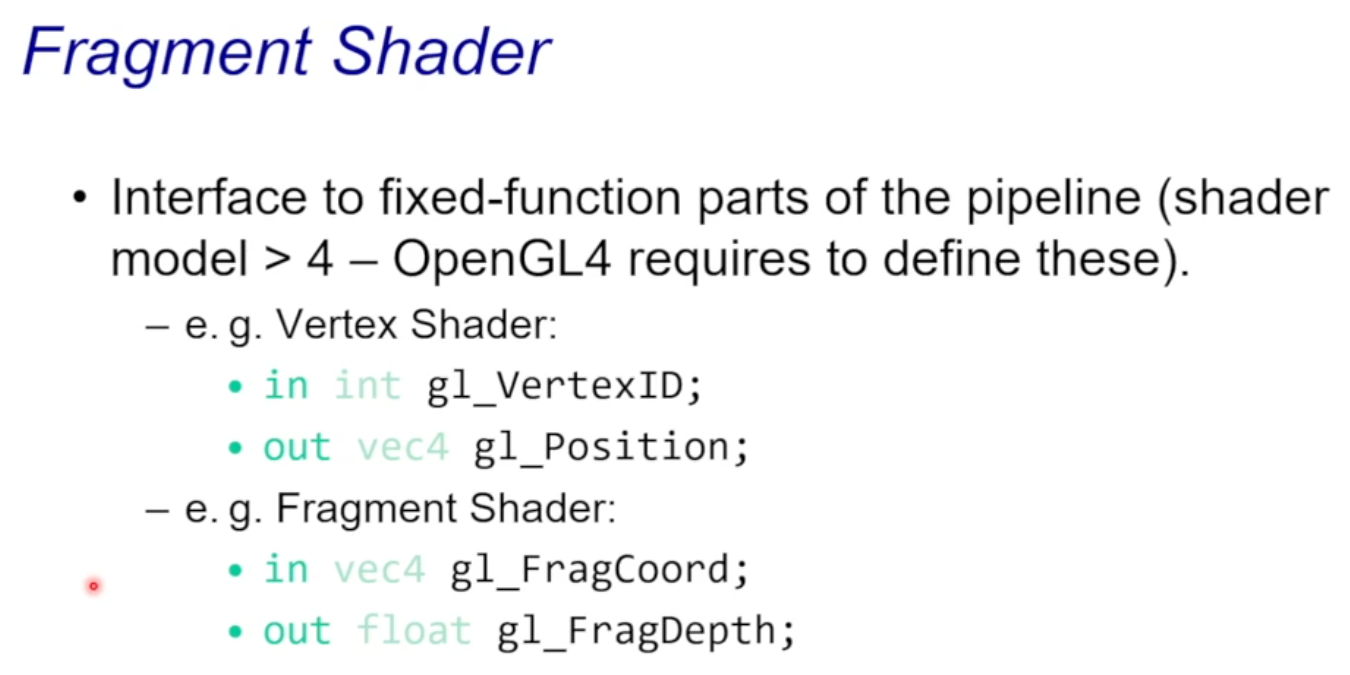 Fragment Shader
• Interface to fixed-function parts of the pipeline (shader
model > 4 – OpenGL4 requires to define these).
– e. g. Vertex Shader:
• in int gl_VertexID;
• out vec4 gl_Position;
– e. g. Fragment Shader:
• in vec4 gl_FragCoord;
• out float gl_FragDepth;